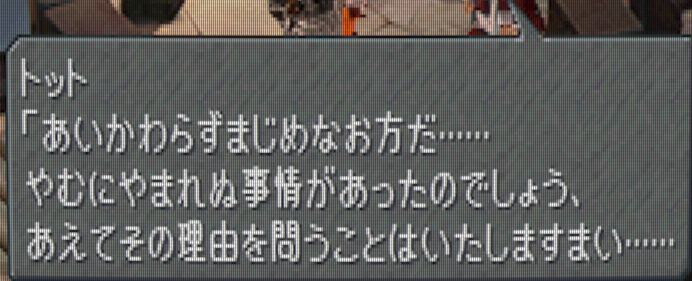 トット
「あいかわらずまじめなお方だ……
やむにやまれぬ事情があったのでしょう、
あえてその理由を問うことはいたしますまい……